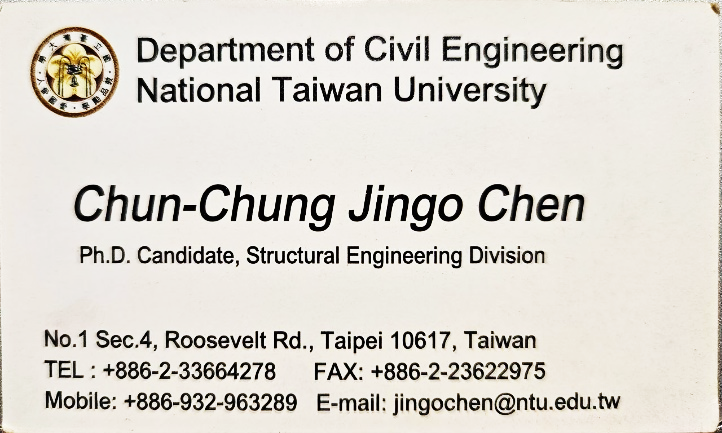 Department of Civil Engineering
National Taiwan University
Chun-Chung Jingo Chen
Ph.D. Candidate, Structural Engineering Division
No.1 Sec.4, Roosevelt Rd., Taipei 10617, Taiwan
TEL : +886-2-33664278 FAX: +886-2-23622975
Mobile: +886-932-963289 E-mail: jingochen@ntu.edu.tw